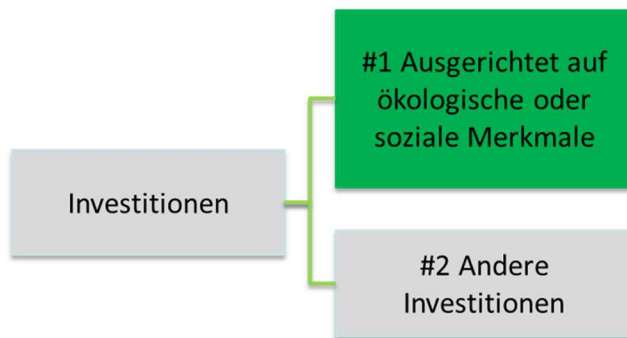 #1 Ausgerichtet auf
ökologische oder
soziale Merkmale
Investitionen
#2 Andere
Investitionen